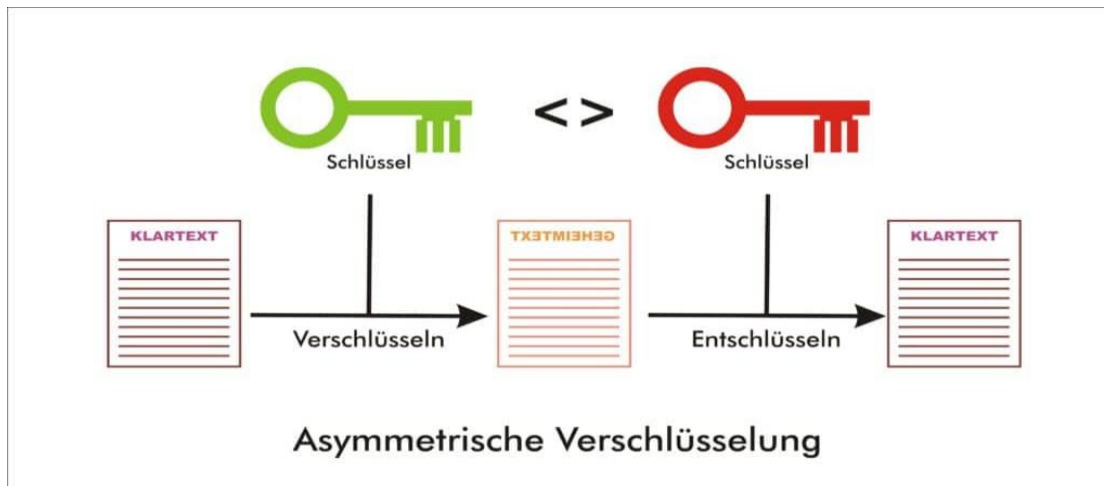 < >
Schlüssel
Schlüssel
KLARTEXT
GEHEIMTEXT
KLARTEXT
Verschlüsseln
Entschlüsseln
Asymmetrische Verschlüsselung